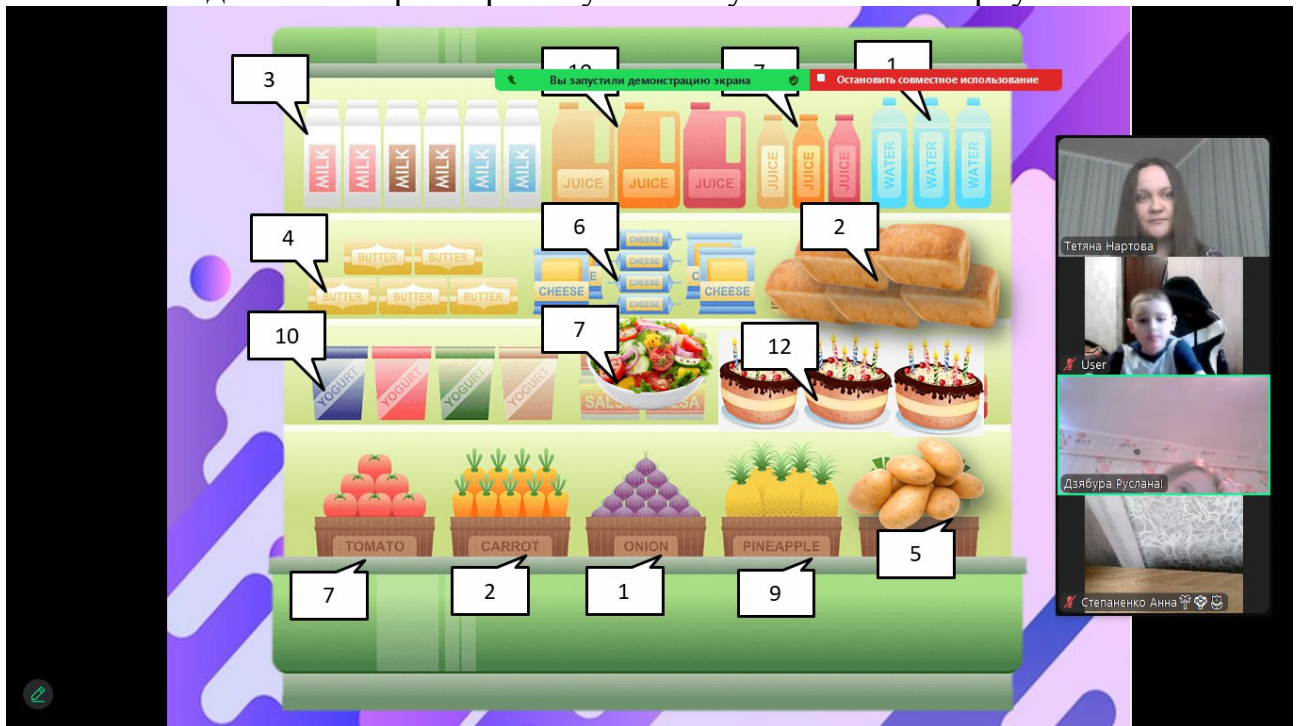 Вы запустили демонстрацию экрана
Остановить совместное использование
3
1
MILK MILK MILK MILK MILK MILK
JUICE JUICE JUICE
JUICE JUICE JUICE
WATER WATER WATER
4
6
2
BUTTER BUTTER
BUTTER BUTTER BUTTER
CHEESE
CHEESE
CHEESE
CHEESE
CHEESE CHEESE
10
7
12
YOGURT YOGURT YOGURT YOGURT
SALSA
TOMATO CARROT ONION PINEAPPLE
7
2
1
9
5
Тетяна Нартова
User
Дзябура Руслана!
Степаненко Анна